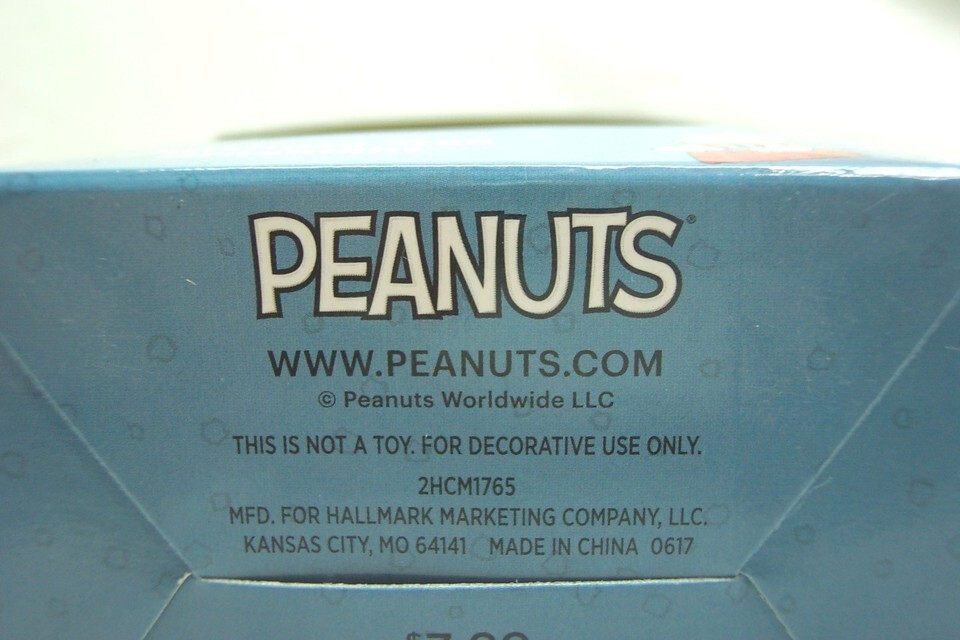 PEANUTS®
WWW.PEANUTS.COM
© Peanuts Worldwide LLC
THIS IS NOT A TOY. FOR DECORATIVE USE ONLY.
2HCM1765
MFD. FOR HALLMARK MARKETING COMPANY, LLC.
KANSAS CITY, MO 64141 MADE IN CHINA 0617